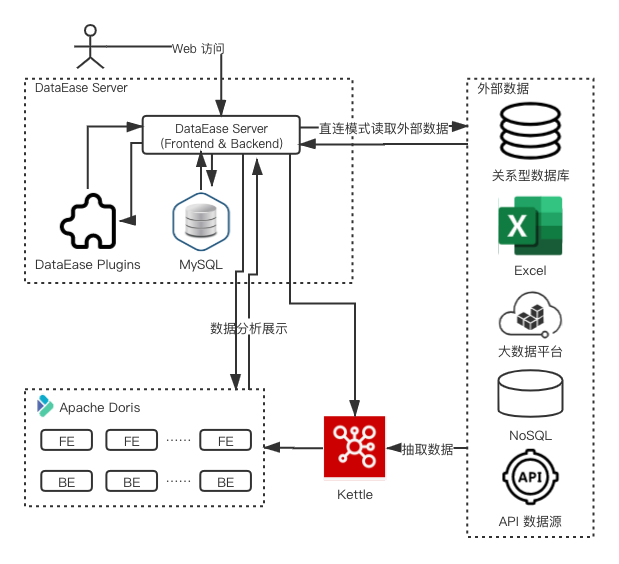 Web 访问
DataEase Server
外部数据
DataEase Server
(Frontend & Backend)
直连模式读取外部数据
关系型数据库
X
DataEase Plugins
MySQL
Excel
数据分析展示
大数据平台
Apache Doris
FE
FE
······
FE
NoSQL
抽取数据
BE
BE
······
BE
API
Kettle
API 数据源